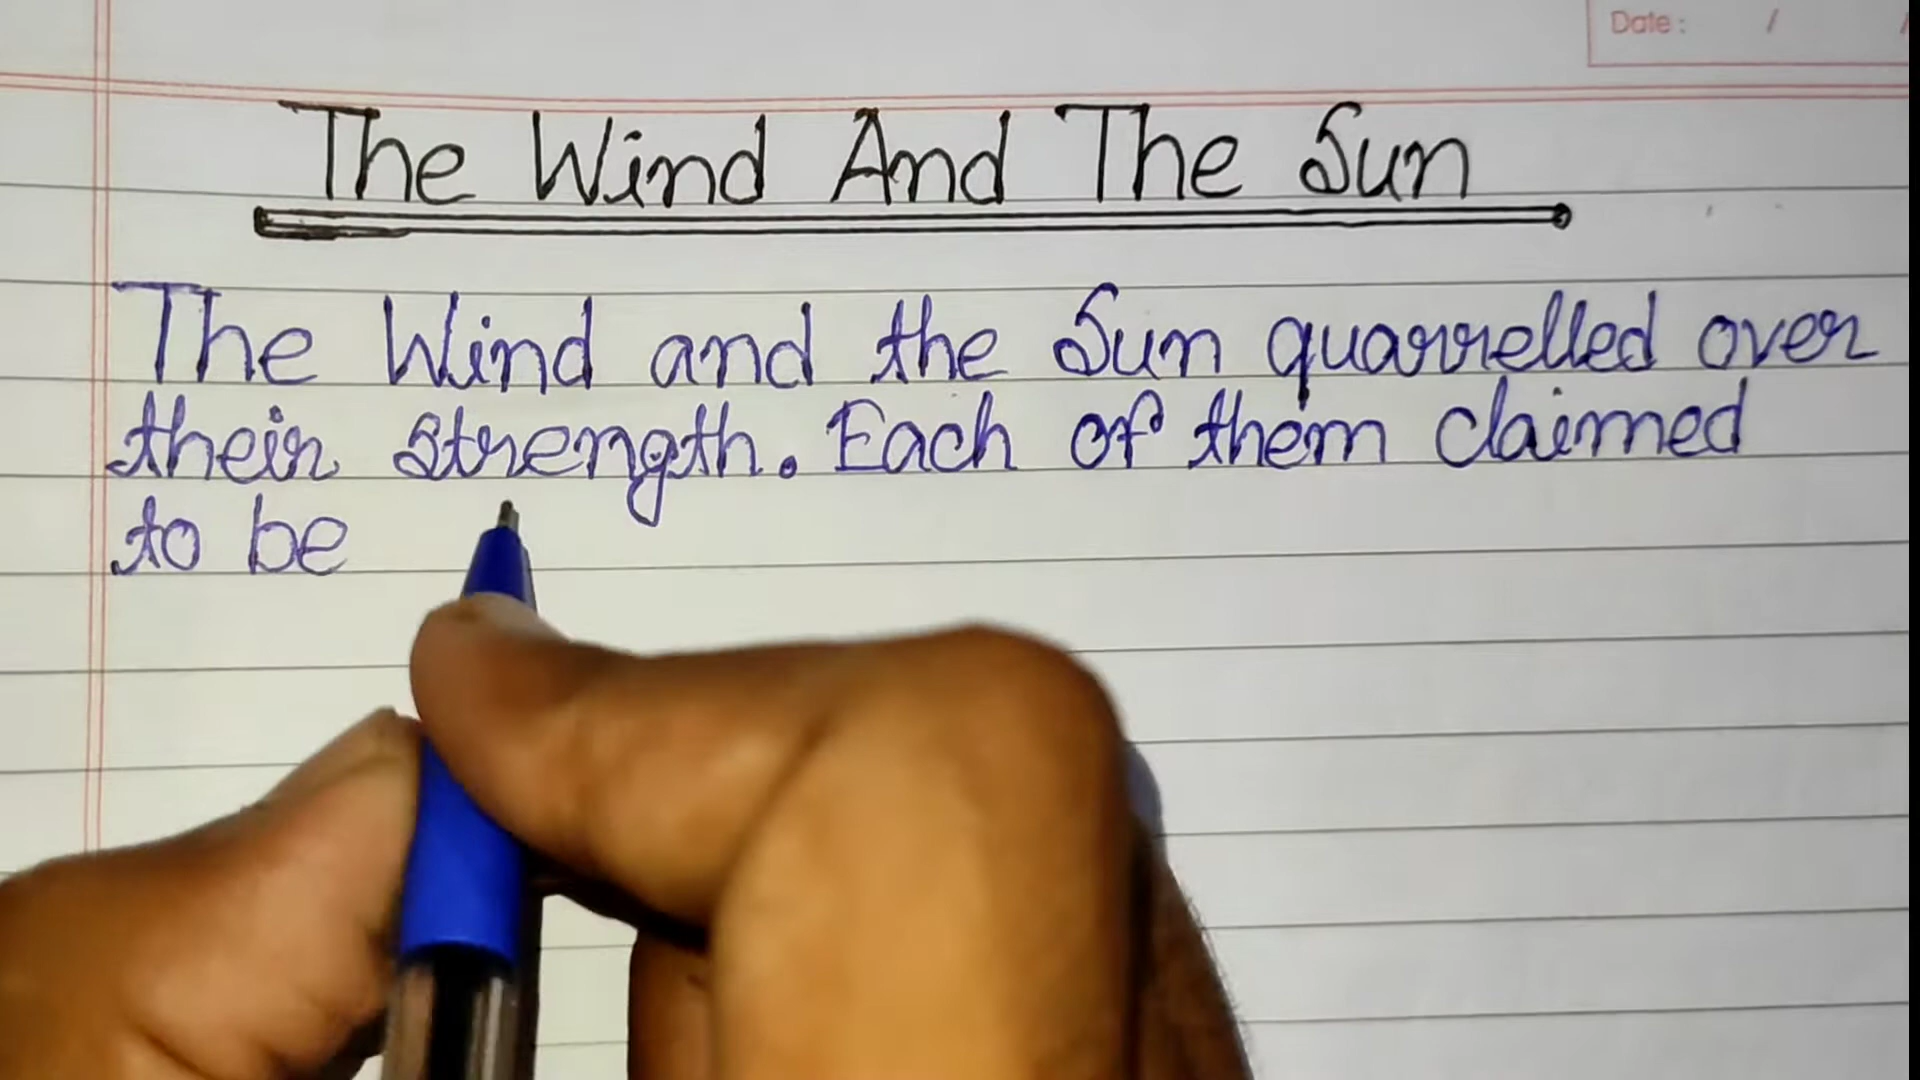 Date: / /
The Wind And The Sun
The Wind and the Sun quarrelled over
their strength. Each of them claimed
to be